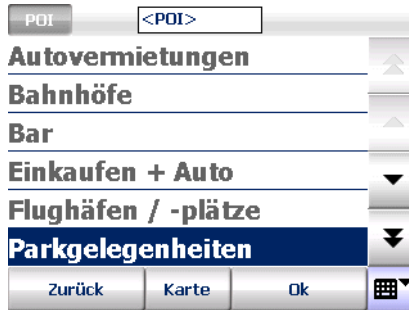 POI <POI>
Autovermietungen
Bahnhöfe
Bar
Einkaufen + Auto
Flughäfen / -plätze
Parkgelegenheiten
Zurück Karte Ok